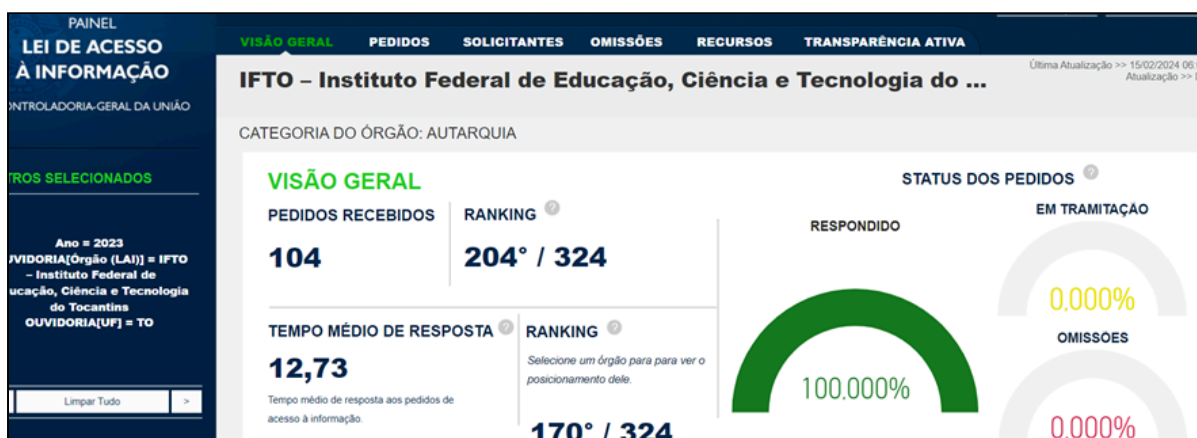 PAINEL
LEI DE ACESSO
À INFORMAÇÃO
ONTROLADORIA-GERAL DA UNIÃO
TROS SELECIONADOS
Ano = 2023
UVIDORIA[Órgão (LAI)] = IFTO
– Instituto Federal de
ucação, Ciência e Tecnologia
do Tocantins
OUVIDORIA[UF] = TO
Limpar Tudo >
VISÃO GERAL PEDIDOS SOLICITANTES OMISSÕES RECURSOS TRANSPARÊNCIA ATIVA
IFTO – Instituto Federal de Educação, Ciência e Tecnologia do ...
Última Atualização >> 15/02/2024 06:
Atualização >>
CATEGORIA DO ÓRGÃO: AUTARQUIA
VISÃO GERAL
PEDIDOS RECEBIDOS
104
RANKING ?
204° / 324
TEMPO MÉDIO DE RESPOSTA ?
12,73
Tempo médio de resposta aos pedidos de
acesso à informação.
RANKING ?
Selecione um órgão para para ver o
posicionamento dele.
170° / 324
STATUS DOS PEDIDOS ?
RESPONDIDO
100,000%
EM TRAMITAÇÃO
0,000%
OMISSÕES
0,000%